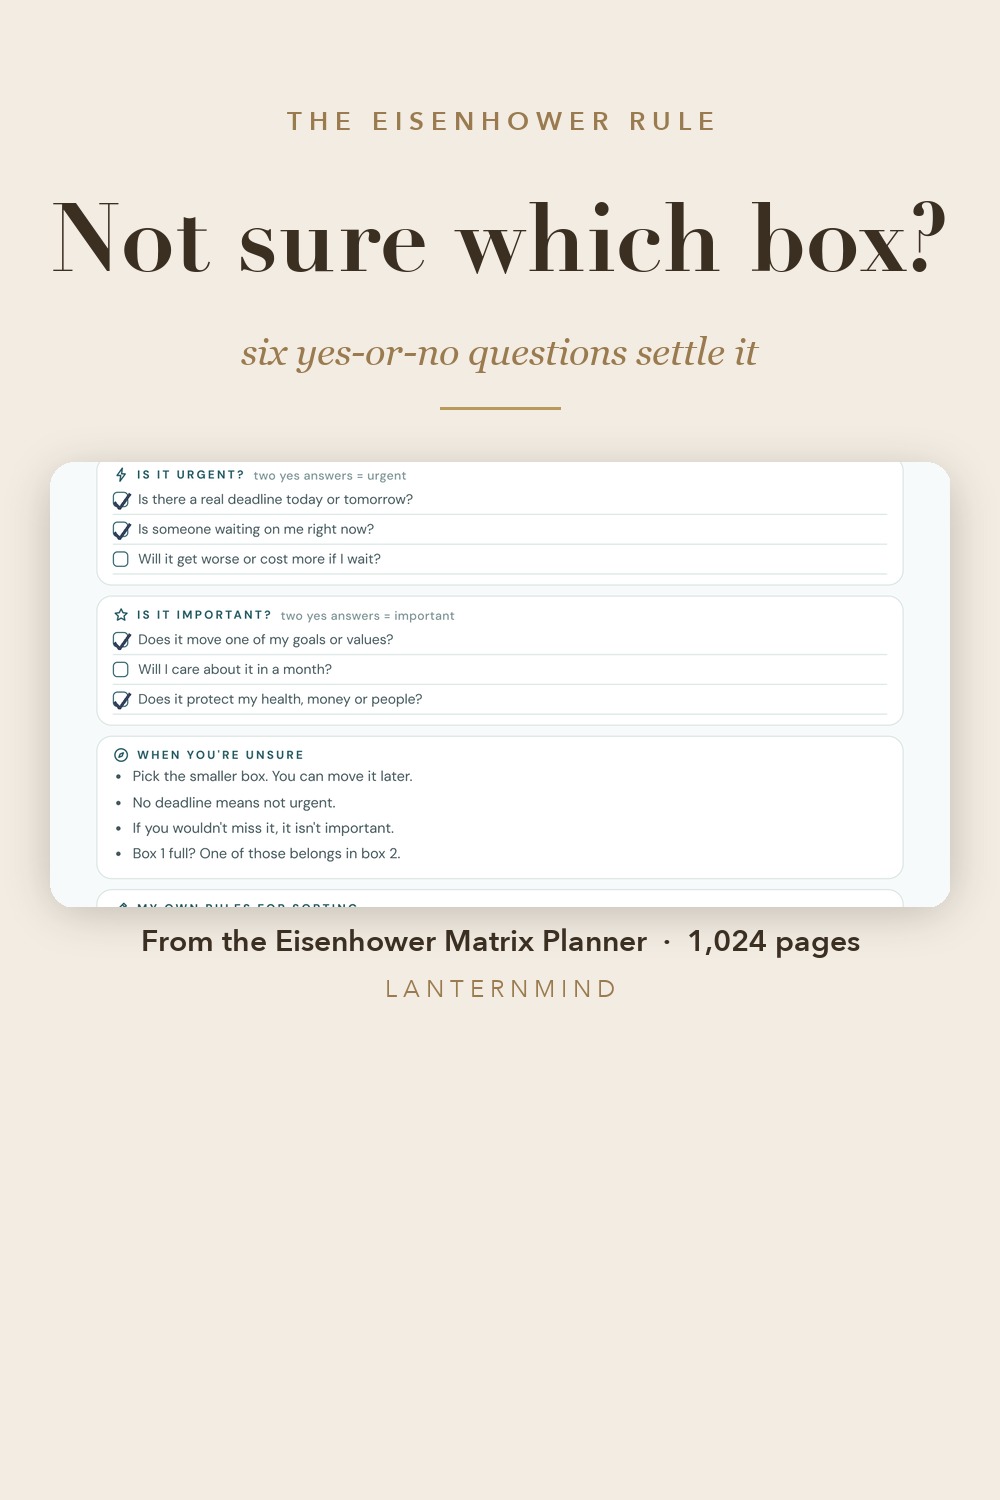 THE EISENHOWER RULE
Not sure which box?
six yes-or-no questions settle it
IS IT URGENT? two yes answers = urgent
Is there a real deadline today or tomorrow?
Is someone waiting on me right now?
Will it get worse or cost more if I wait?
IS IT IMPORTANT? two yes answers = important
Does it move one of my goals or values?
Will I care about it in a month?
Does it protect my health, money or people?
WHEN YOU'RE UNSURE
• Pick the smaller box. You can move it later.
• No deadline means not urgent.
• If you wouldn't miss it, it isn't important.
• Box 1 full? One of those belongs in box 2.
MY OWN RULES FOR SORTING
From the Eisenhower Matrix Planner · 1,024 pages
LANTERNMIND